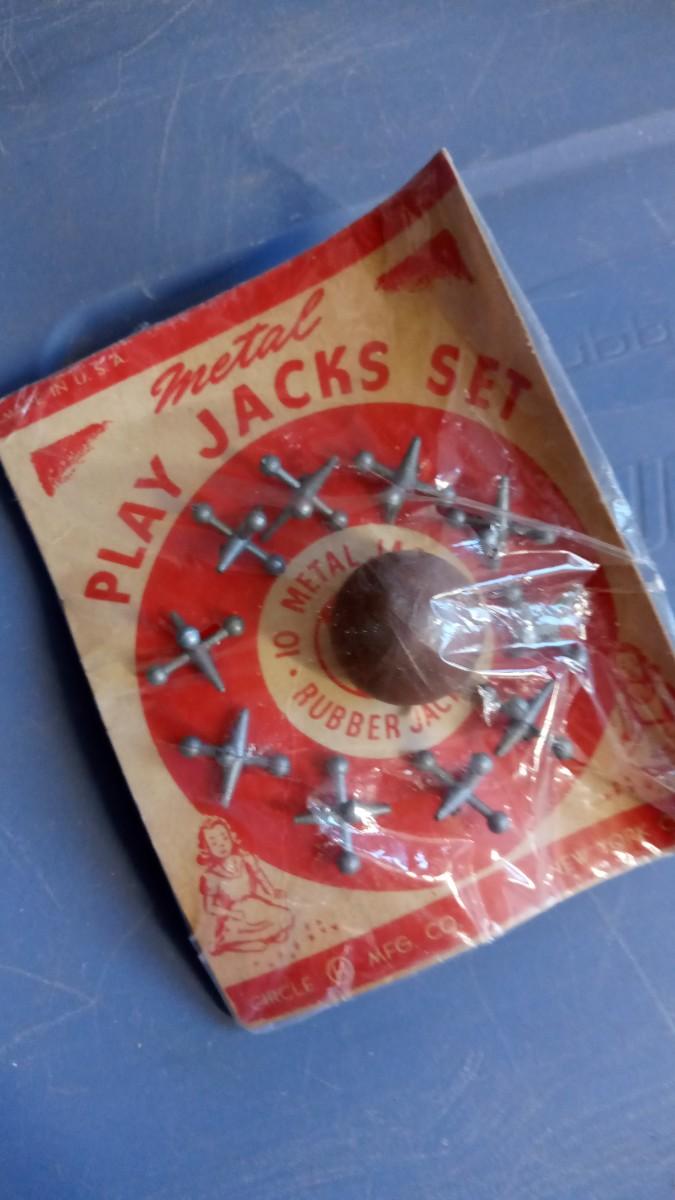 IN U.S.A.
Metal
PLAY JACKS SET
10 METAL
RUBBER
CIRCLE K MFG. CO.
NEW YORK